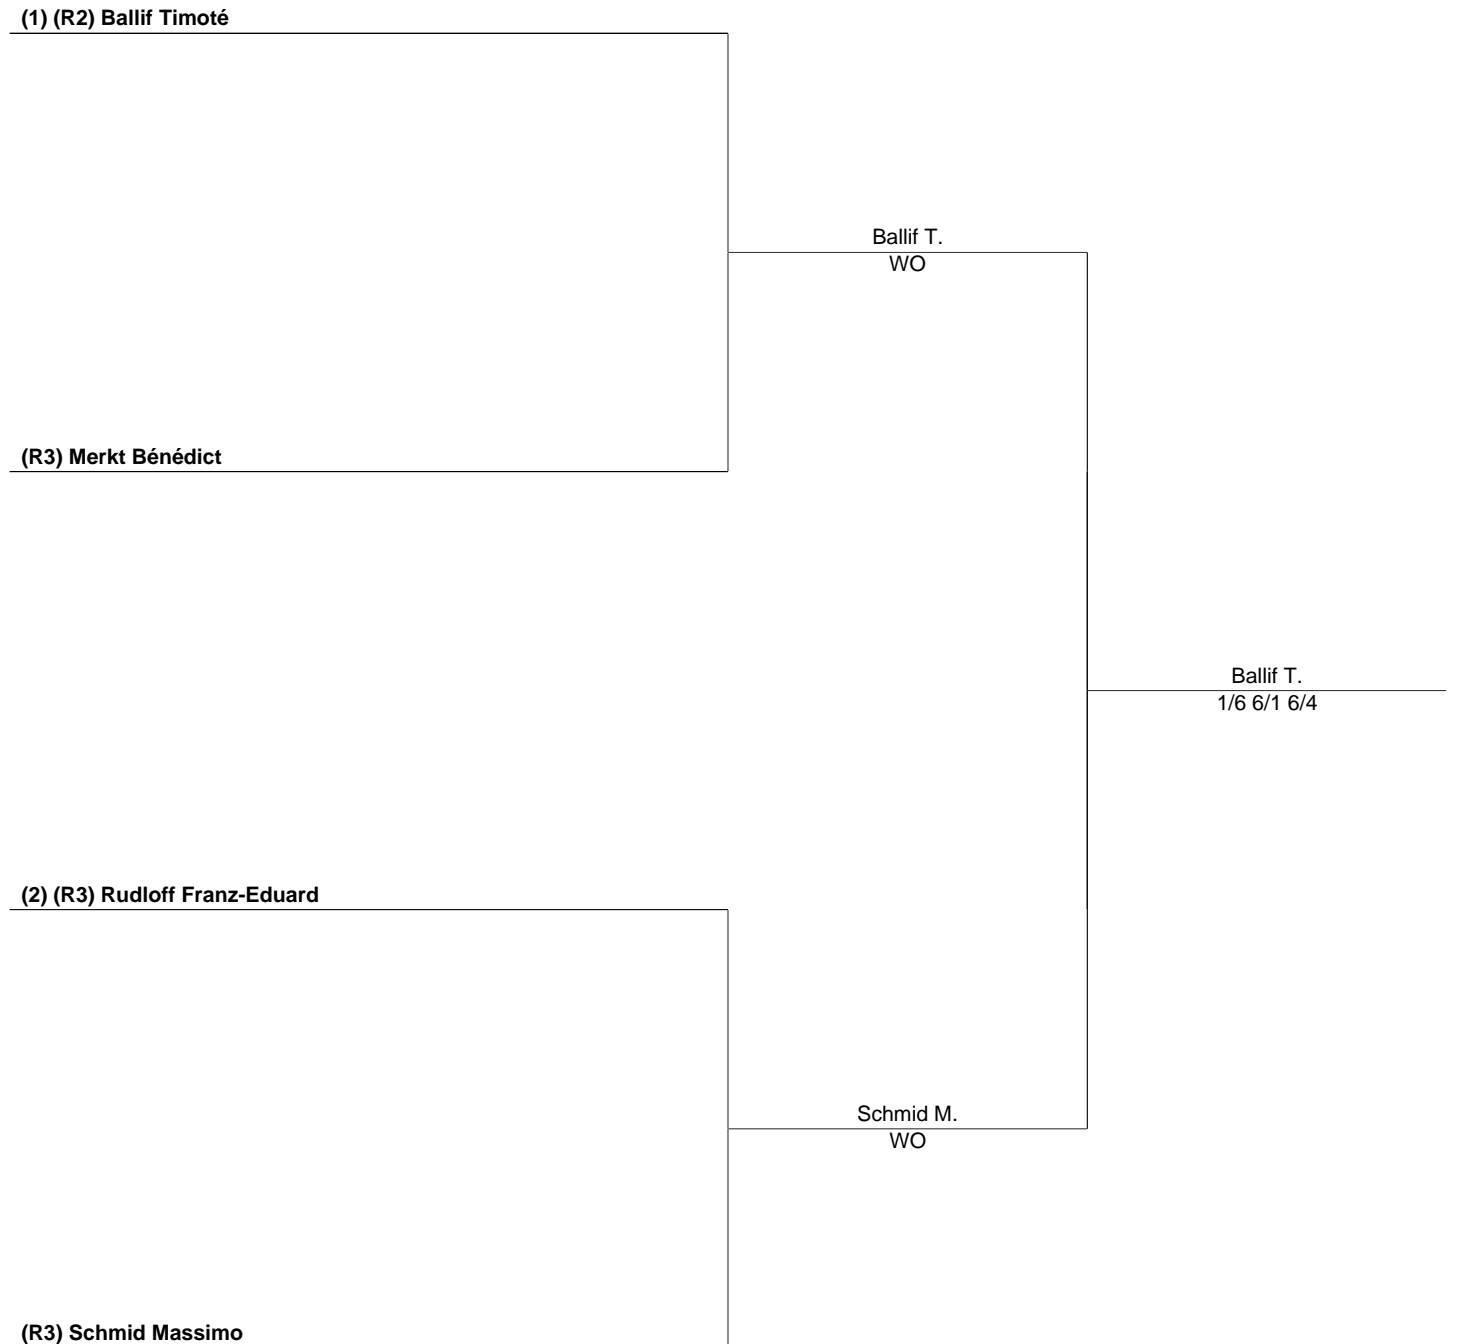 (1) (R2) Ballif Timoté
Ballif T.
WO
(R3) Merkt Bénédict
Ballif T.
1/6 6/1 6/4
(2) (R3) Rudloff Franz-Eduard
Schmid M.
WO
(R3) Schmid Massimo